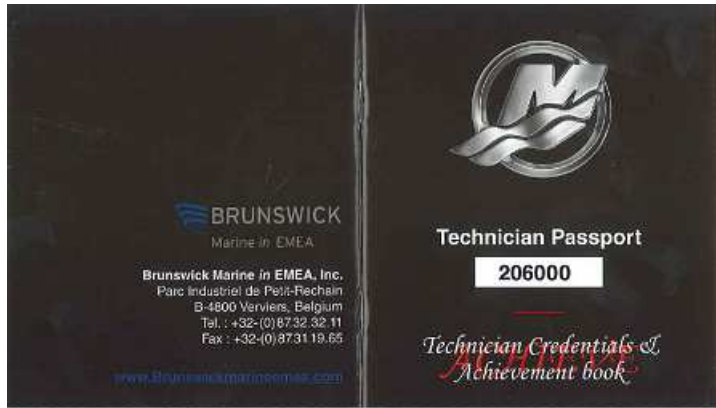 BRUNSWICK
Marine in EMEA
Brunswick Marine in EMEA, Inc.
Parc Industriel de Petit-Rechain
B-4800 Verviers, Belgium
Tel. : +32-(0)87.32.32.11
Fax : +32-(0)87.31.19.65
www.Brunswickmarineemea.com
M
Technician Passport
206000
Technician Credentials &
ACHIEVE
Achievement book